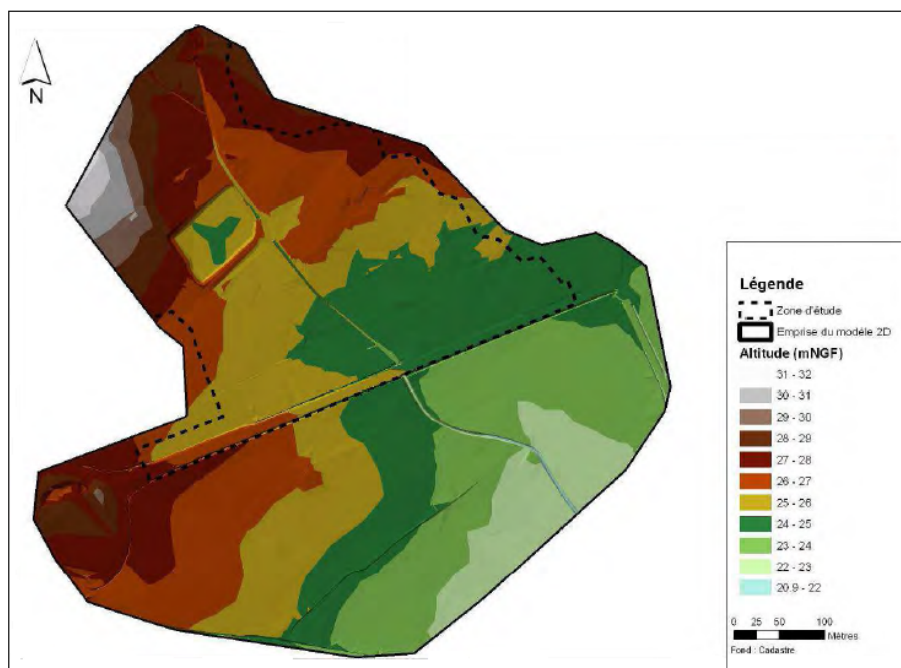 N
Légende
Zone d'étude
Emprise du modèle 2D
Altitude (mNGF)
31 - 32
30 - 31
29 - 30
28 - 29
27 - 28
26 - 27
25 - 26
24 - 25
23 - 24
22 - 23
20.9 - 22
0 25 50 100
Mètres
Fond : Cadastre